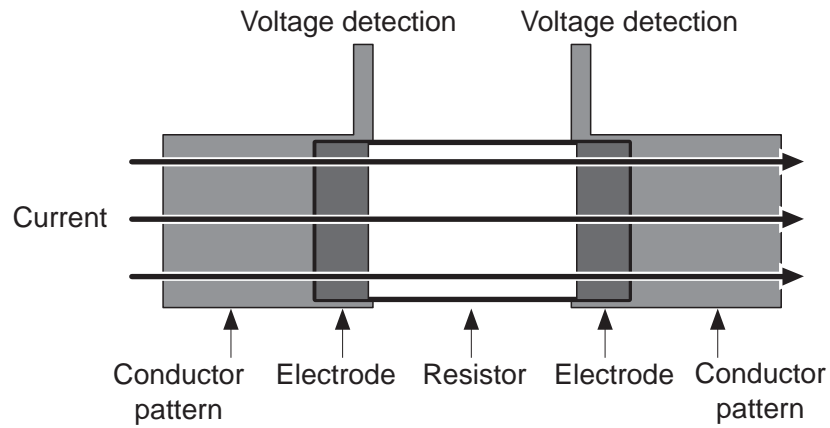 Voltage detection
Voltage detection
Current
Conductor
pattern
Electrode
Resistor
Electrode
Conductor
pattern